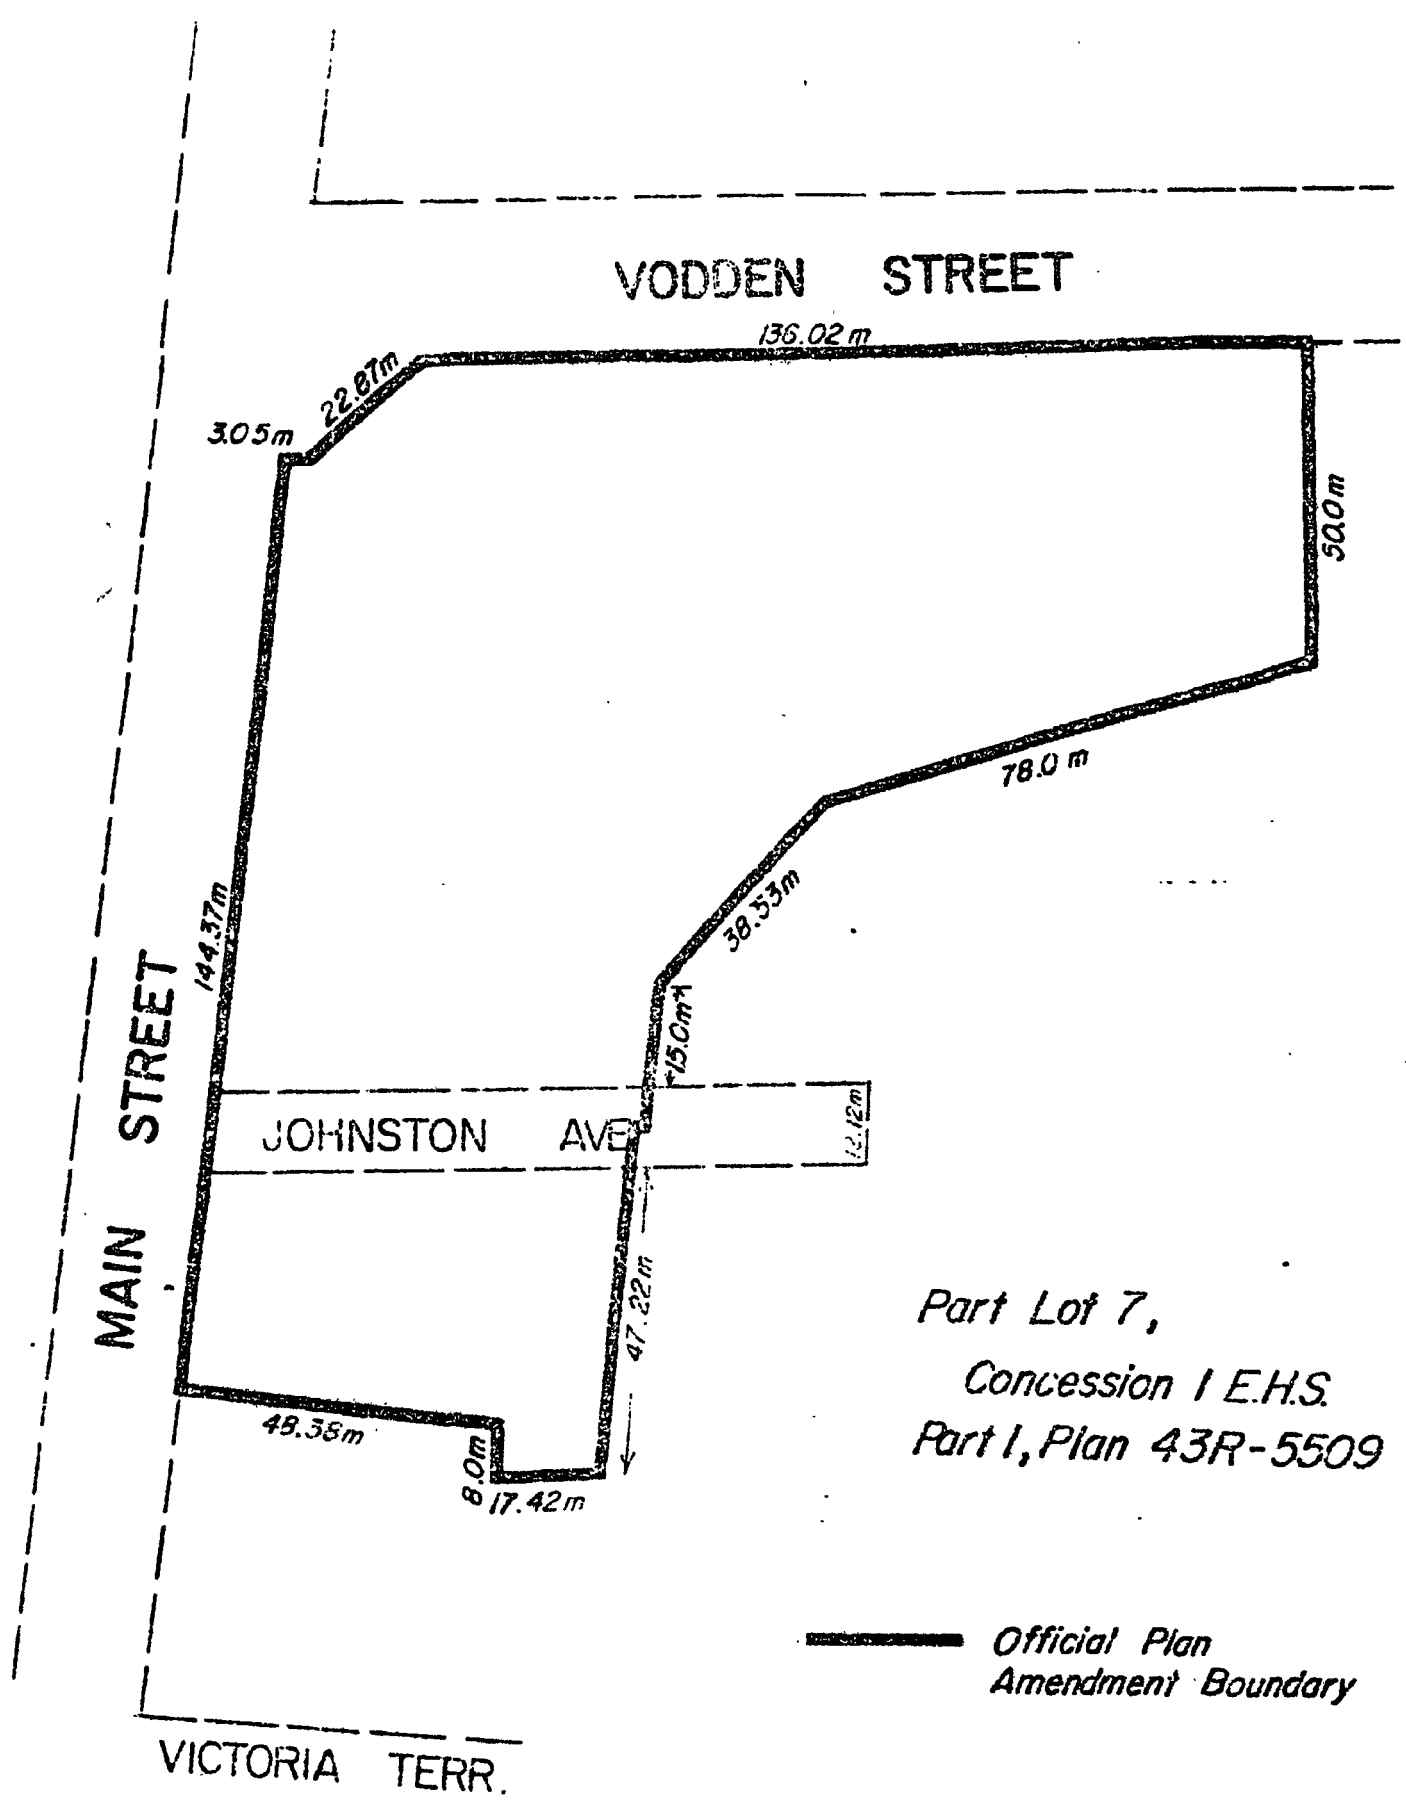 VODDEN STREET
136.02 m
22.87m
3.05m
50.0m
78.0 m
38.53m
144.37m
15.0m
MAIN STREET
JOHNSTON AVE
47.22m
Part Lot 7,
Concession 1 E.H.S.
Part 1, Plan 43R-5509
48.38m
8.0m
17.42m
Official Plan
Amendment Boundary
VICTORIA TERR.